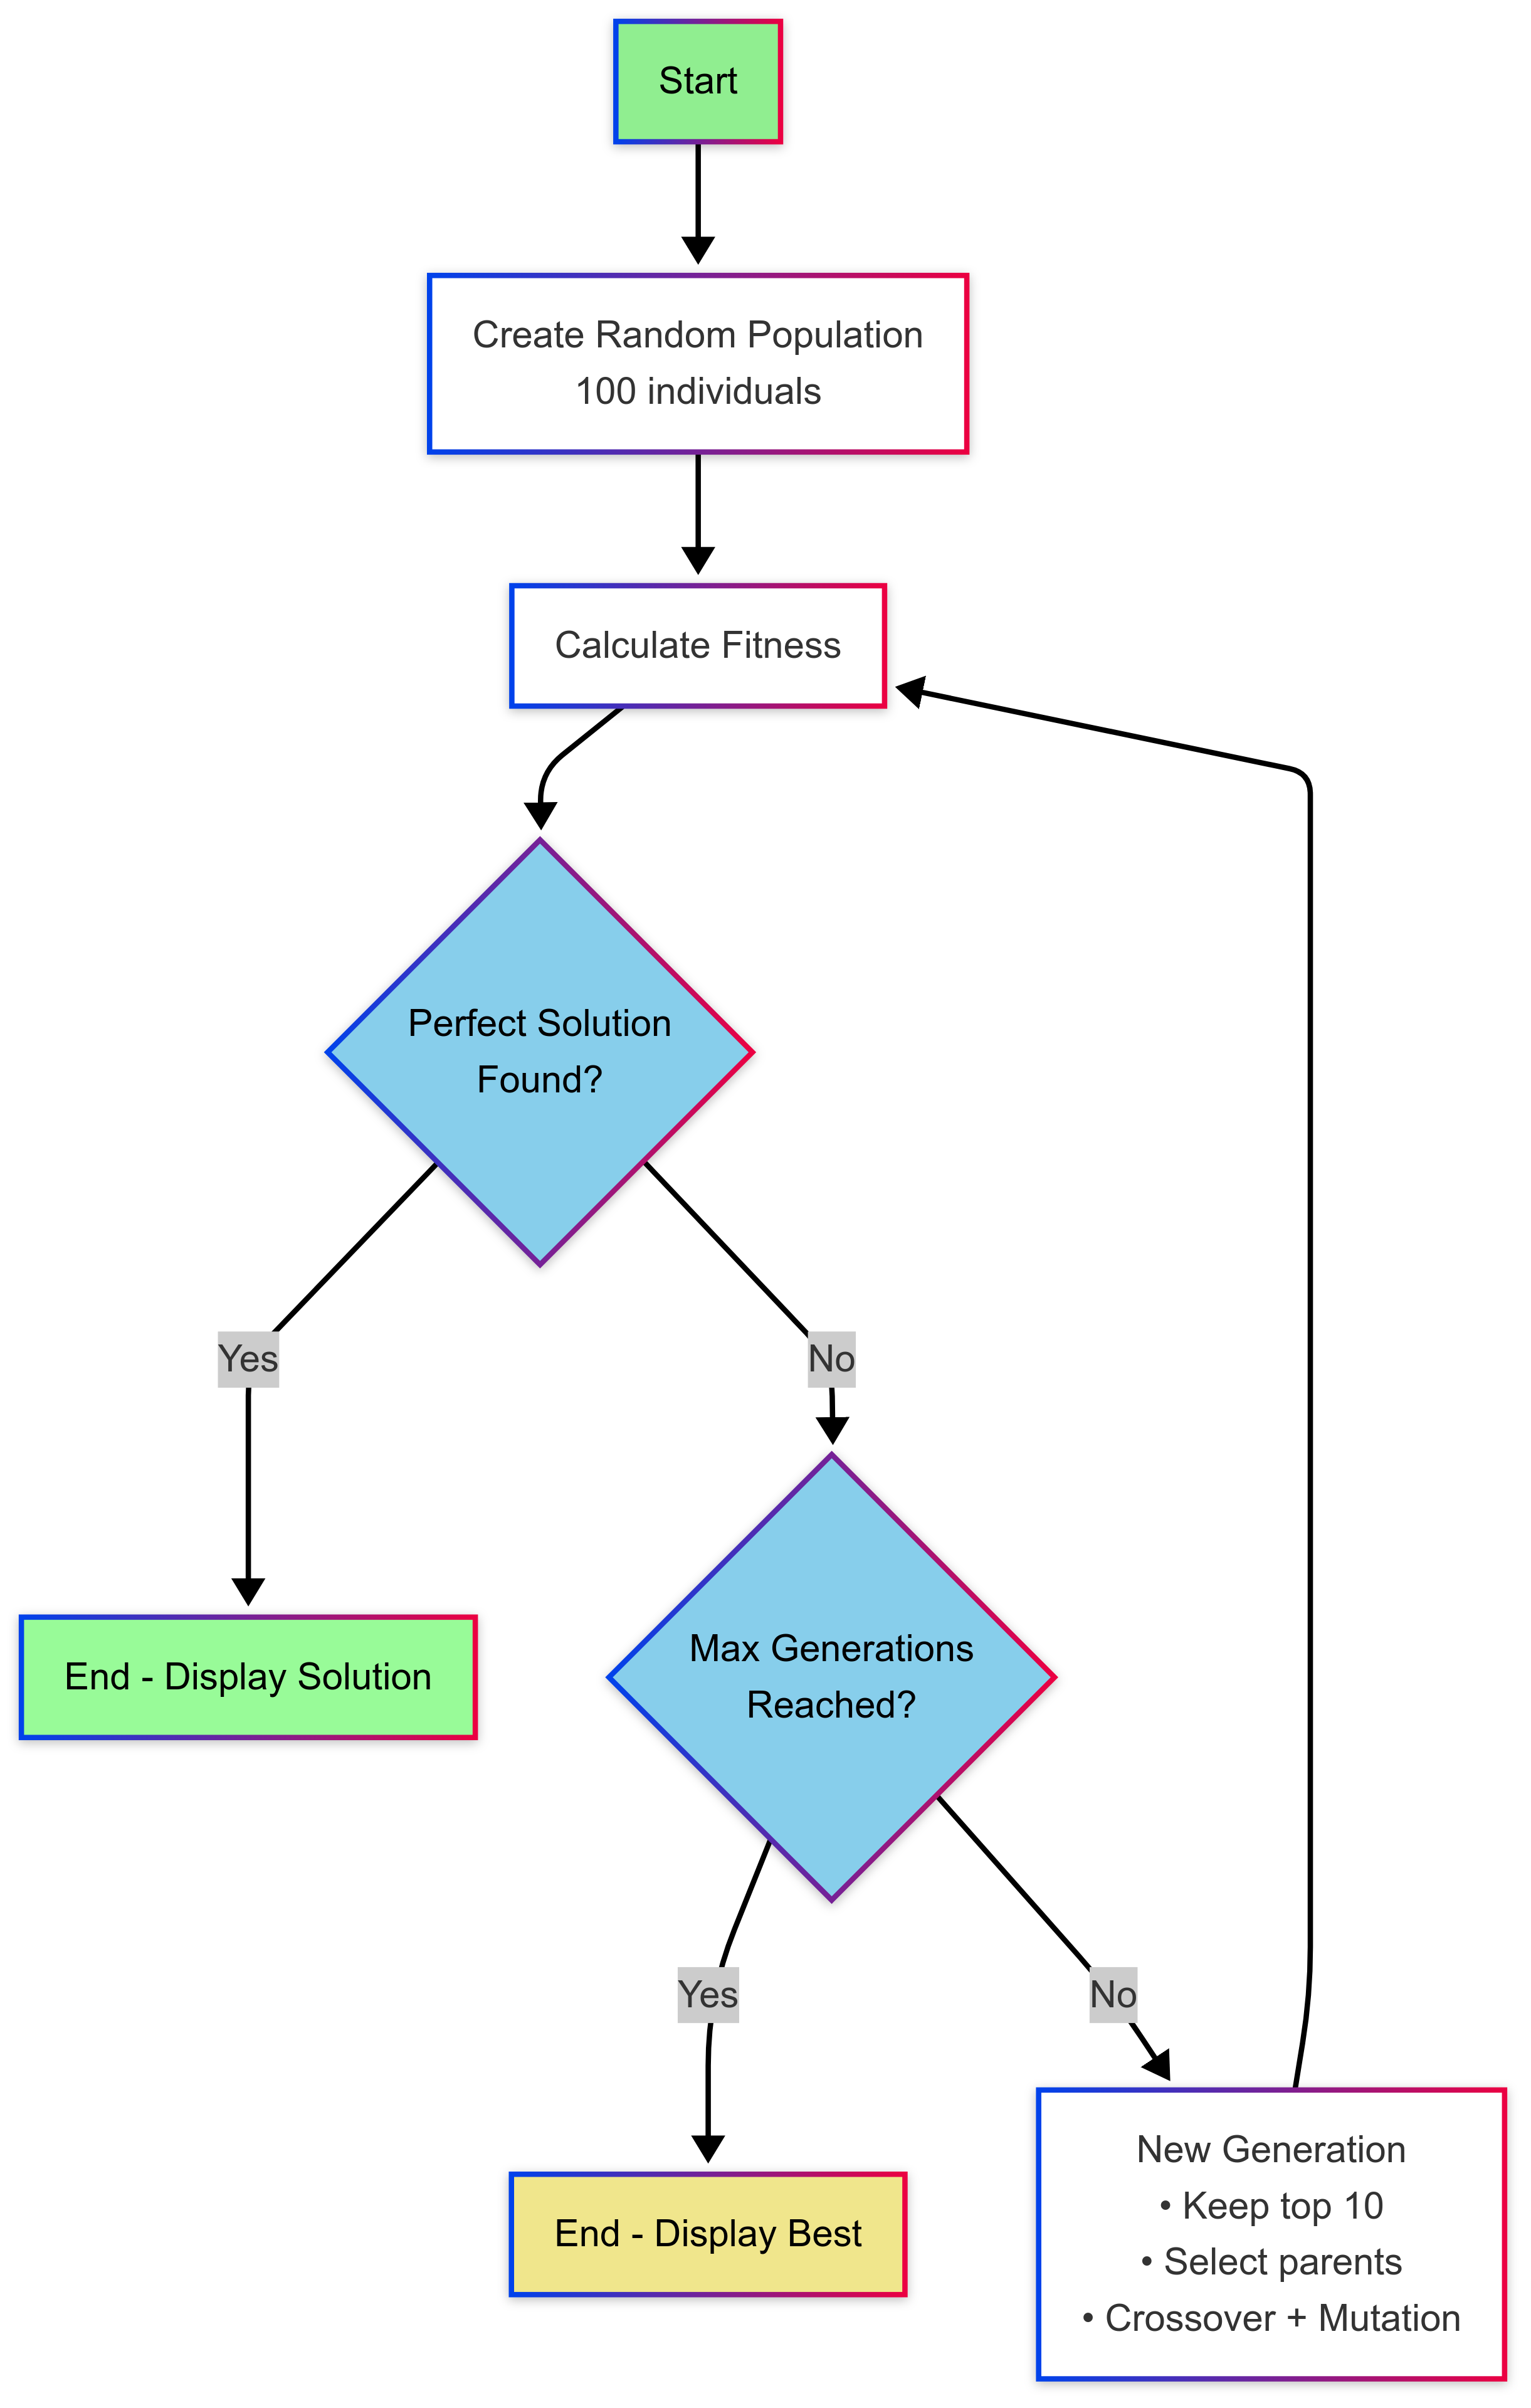 Start
Create Random Population
100 individuals
Calculate Fitness
Perfect Solution
Found?
Yes
No
End - Display Solution
Max Generations
Reached?
Yes
No
End - Display Best
New Generation
• Keep top 10
• Select parents
• Crossover + Mutation